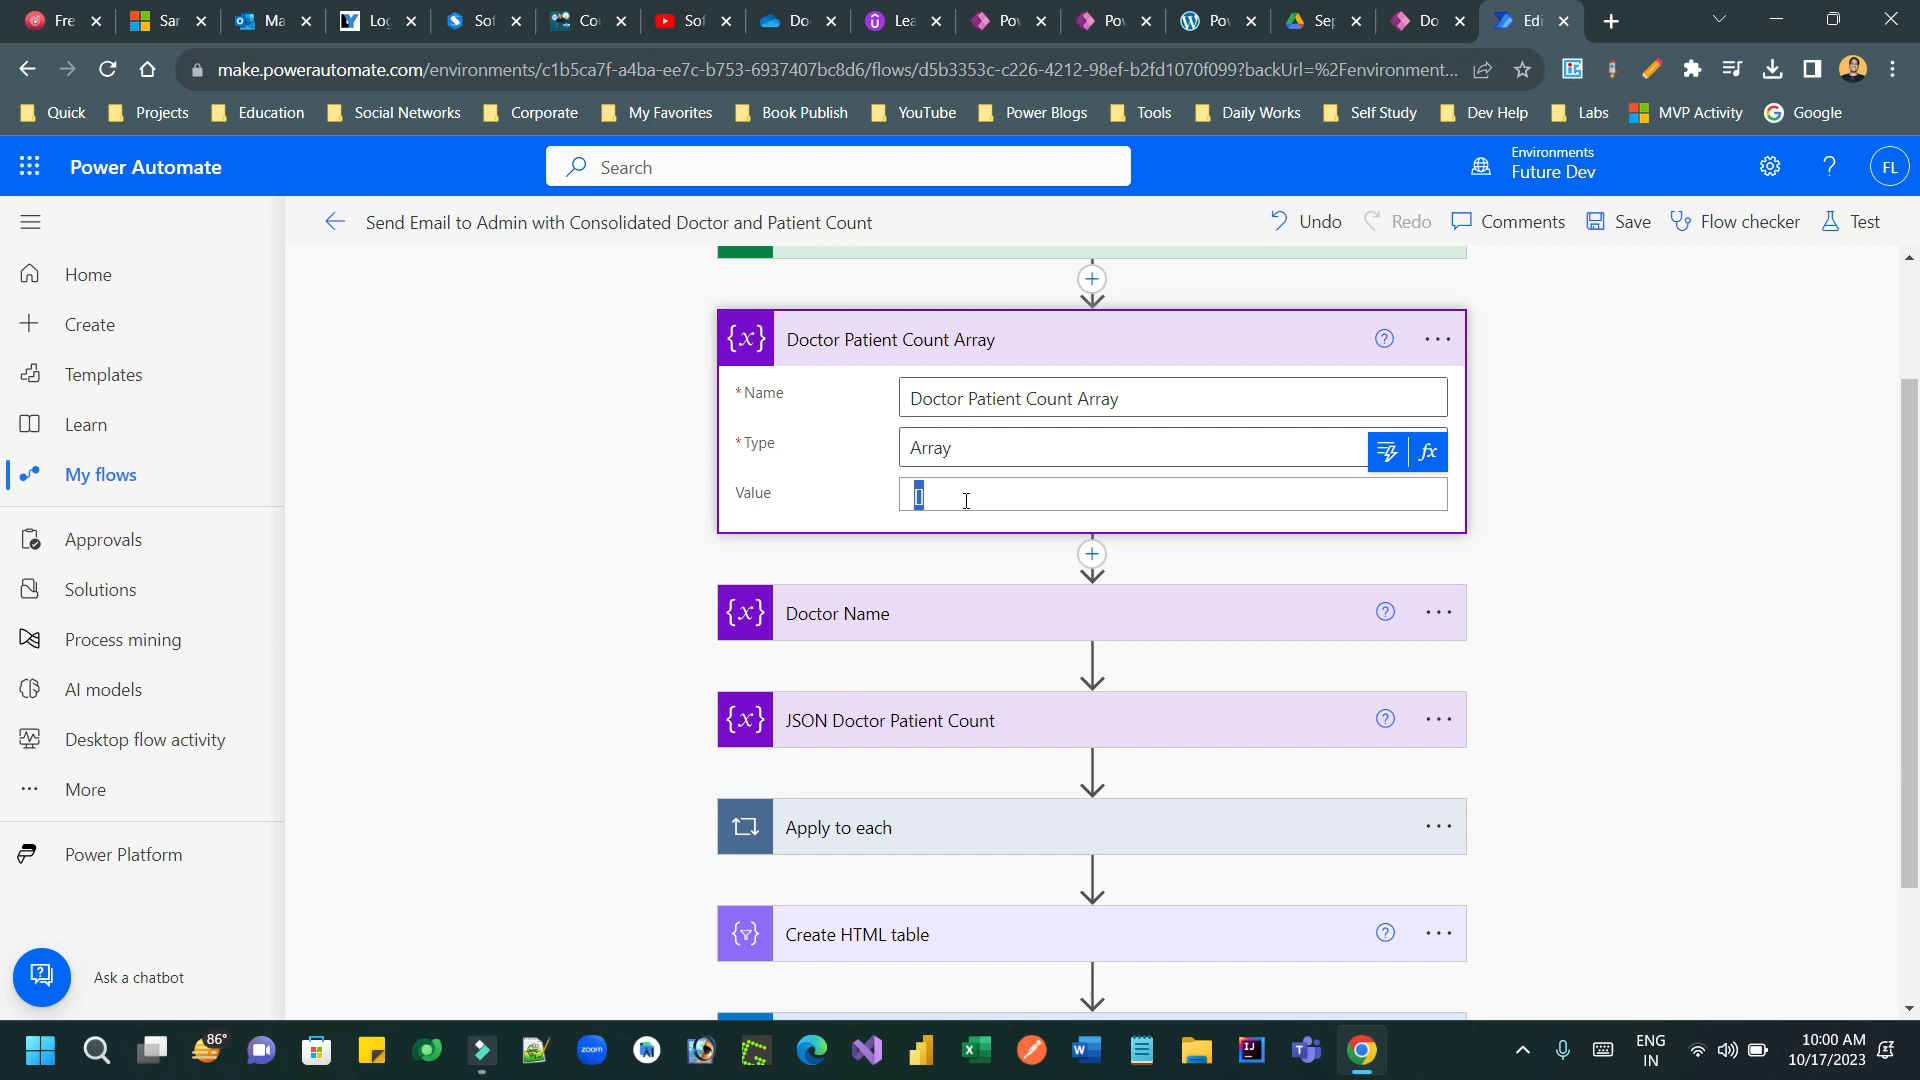 Fre
Sar
Ma
Log
Sof
Co
Sof
Do
Lea
Po
Po
Po
Sep
Do
Edi
make.powerautomate.com/environments/c1b5ca7f-a4ba-ee7c-b753-6937407bc8d6/flows/d5b3353c-c226-4212-98ef-b2fd1070f099?backUrl=%2Fenvironment...
Quick
Projects
Education
Social Networks
Corporate
My Favorites
Book Publish
YouTube
Power Blogs
Tools
Daily Works
Self Study
Dev Help
Labs
MVP Activity
Google
Power Automate
Search
Environments
Future Dev
FL
Send Email to Admin with Consolidated Doctor and Patient Count
Undo
Redo
Comments
Save
Flow checker
Test
Home
Create
Templates
Learn
My flows
Approvals
Solutions
Process mining
AI models
Desktop flow activity
More
Power Platform
Ask a chatbot
{x} Doctor Patient Count Array
* Name
Doctor Patient Count Array
* Type
Array
fx
Value
[]
{x} Doctor Name
{x} JSON Doctor Patient Count
Apply to each
Create HTML table
86°
zoom
ENG
IN
10:00 AM
10/17/2023